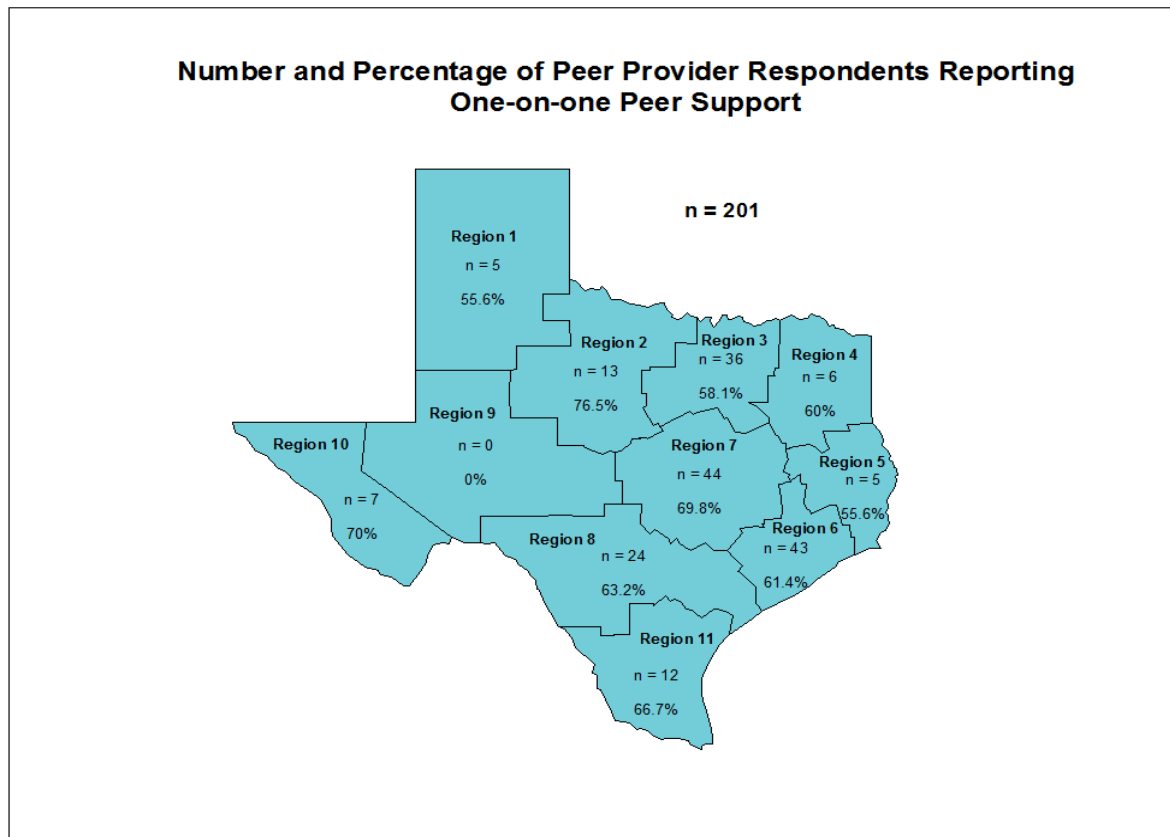 Number and Percentage of Peer Provider Respondents Reporting
One-on-one Peer Support
n = 201
Region 1
n = 5
55.6%
Region 2
n = 13
76.5%
Region 3
n = 36
58.1%
Region 4
n = 6
60%
Region 9
n = 0
0%
Region 10
n = 7
70%
Region 7
n = 44
69.8%
Region 5
n = 5
55.6%
Region 6
n = 43
61.4%
Region 8
n = 24
63.2%
Region 11
n = 12
66.7%